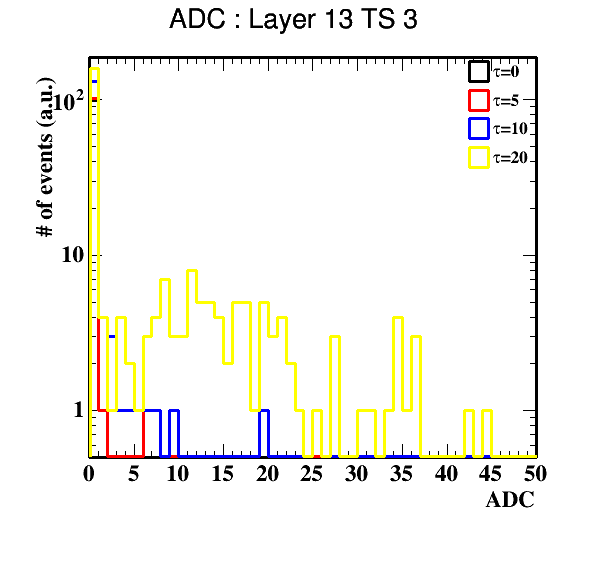 ADC : Layer 13 TS 3
# of events (a.u.)
10²
10
1
τ=0
τ=5
τ=10
τ=20
0 5 10 15 20 25 30 35 40 45 50
ADC